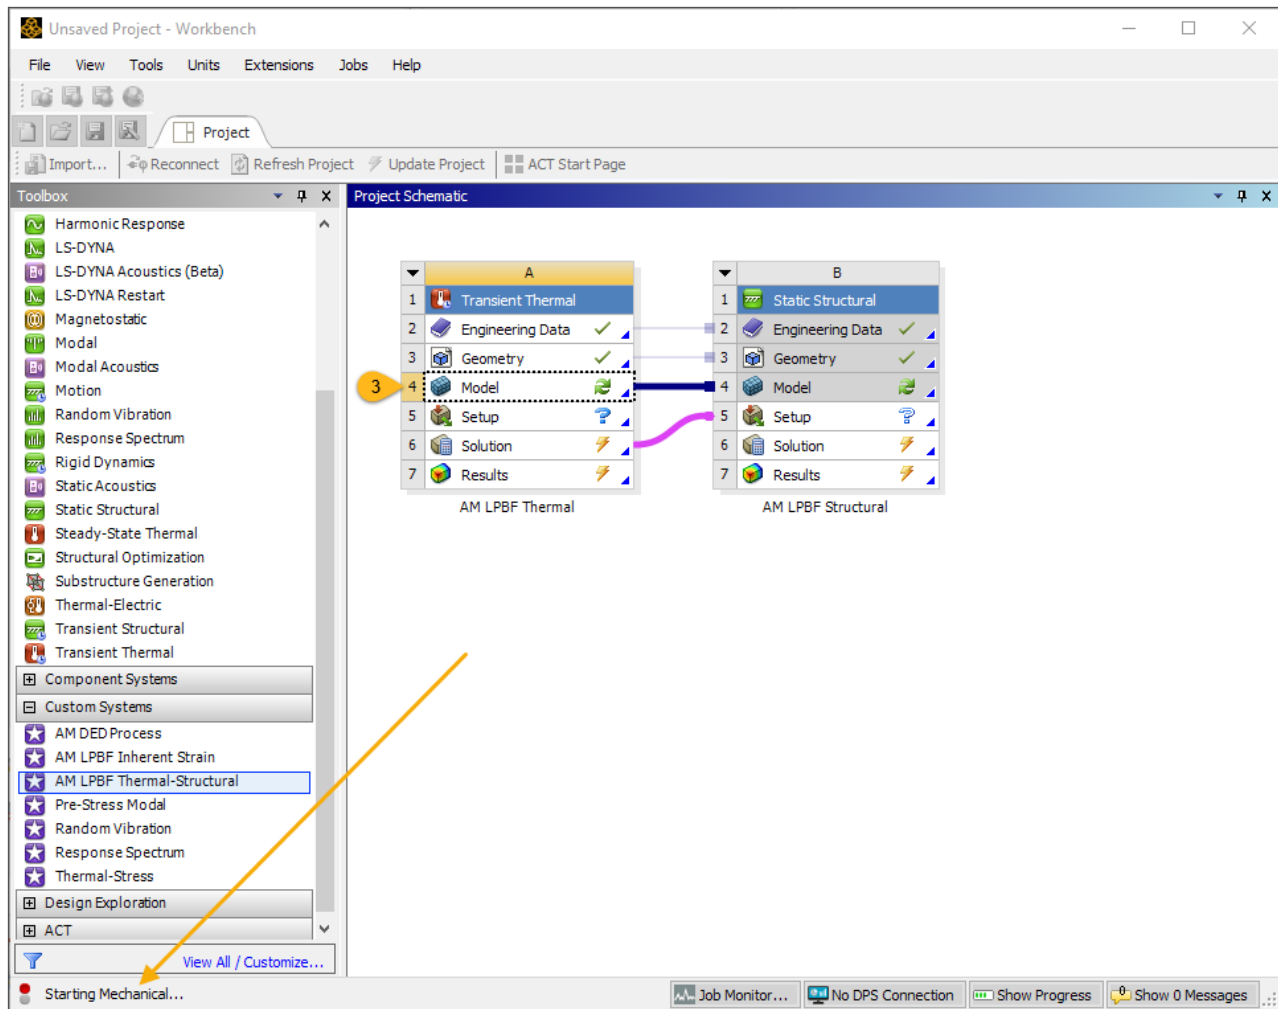 Unsaved Project - Workbench
File View Tools Units Extensions Jobs Help
Project
Import... Reconnect Refresh Project Update Project ACT Start Page
Toolbox
Harmonic Response
LS-DYNA
LS-DYNA Acoustics (Beta)
LS-DYNA Restart
Magnetostatic
Modal
Modal Acoustics
Motion
Random Vibration
Response Spectrum
Rigid Dynamics
Static Acoustics
Static Structural
Steady-State Thermal
Structural Optimization
Substructure Generation
Thermal-Electric
Transient Structural
Transient Thermal
Component Systems
Custom Systems
AM DED Process
AM LPBF Inherent Strain
AM LPBF Thermal-Structural
Pre-Stress Modal
Random Vibration
Response Spectrum
Thermal-Stress
Design Exploration
ACT
View All / Customize...
Project Schematic
A
1 Transient Thermal
2 Engineering Data
3 Geometry
3
4 Model
5 Setup
6 Solution
7 Results
AM LPBF Thermal
B
1 Static Structural
2 Engineering Data
3 Geometry
4 Model
5 Setup
6 Solution
7 Results
AM LPBF Structural
Starting Mechanical...
Job Monitor... No DPS Connection Show Progress 0 Show 0 Messages